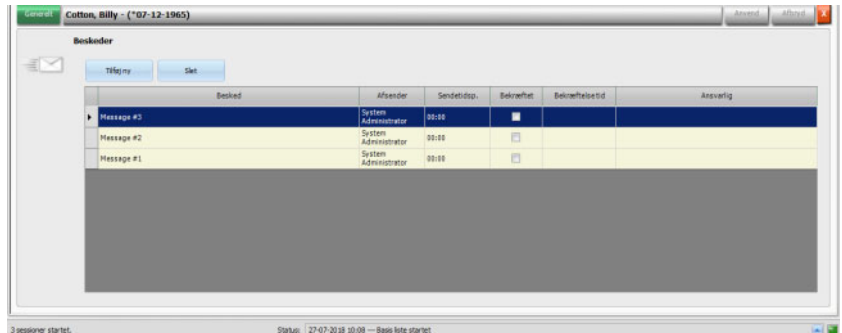 Generelt Cotton, Billy - (*07-12-1965) Anvend Afbryd X
Beskeder
Tilføj ny Slet
Besked Afsender Sendetidsp. Bekræftet Bekræftelsetid Ansvarlig
Message #3 System Administrator 00:00
Message #2 System Administrator 00:00
Message #1 System Administrator 00:00
3 sessioner startet. Status: 27-07-2018 10:08 --- Basis liste startet